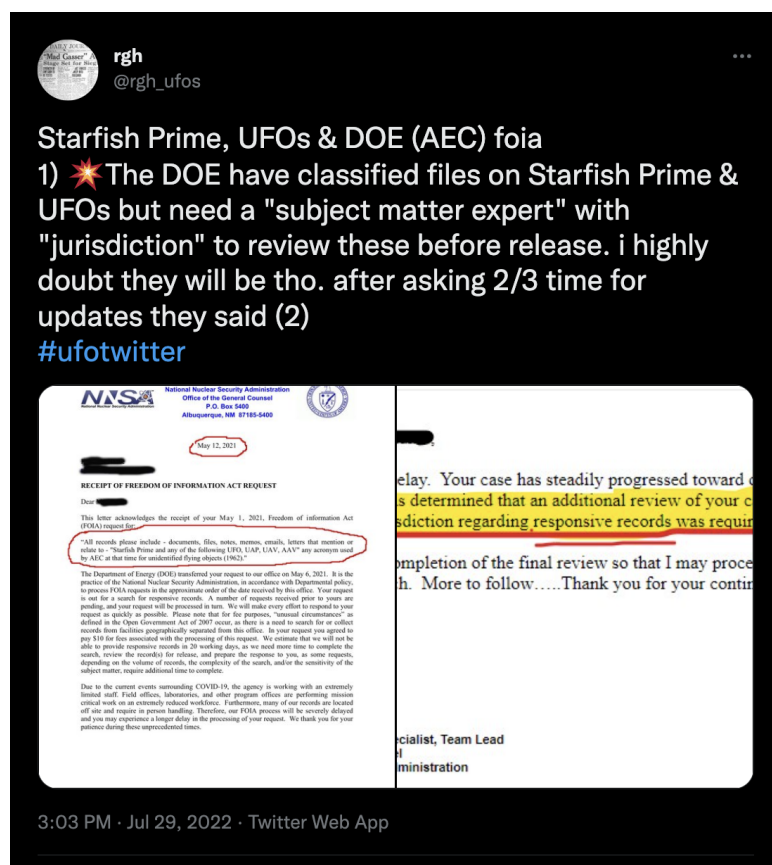 DAILY JOUR
"Mad Gasser"
rgh
@rgh_ufos
Starfish Prime, UFOs & DOE (AEC) foia
1) 💥The DOE have classified files on Starfish Prime &
UFOs but need a "subject matter expert" with
"jurisdiction" to review these before release. i highly
doubt they will be tho. after asking 2/3 time for
updates they said (2)
#ufotwitter
NNSA
National Nuclear Security Administration
National Nuclear Security Administration
Office of the General Counsel
P.O. Box 5400
Albuquerque, NM 87185-5400
May 12, 2021
RECEIPT OF FREEDOM OF INFORMATION ACT REQUEST
Dear
This letter acknowledges the receipt of your May 1, 2021, Freedom of information Act
(FOIA) request for:
"All records please include - documents, files, notes, memos, emails, letters that mention or
relate to - "Starfish Prime and any of the following UFO, UAP, UAV, AAV" any acronym used
by AEC at that time for unidentified flying objects (1962)."
The Department of Energy (DOE) transferred your request to our office on May 6, 2021. It is the
practice of the National Nuclear Security Administration, in accordance with Departmental policy,
to process FOIA requests in the approximate order of the date received by this office. Your request
is out for a search for responsive records. A number of requests received prior to yours are
pending, and your request will be processed in turn. We will make every effort to respond to your
request as quickly as possible. Please note that for fee purposes, "unusual circumstances" as
defined in the Open Government Act of 2007 occur, as there is a need to search for or collect
records from facilities geographically separated from this office. In your request you agreed to
pay $10 for fees associated with the processing of this request. We estimate that we will not be
able to provide responsive records in 20 working days, as we need more time to complete the
search, review the record(s) for release, and prepare the response to you, as some requests,
depending on the volume of records, the complexity of the search, and/or the sensitivity of the
subject matter, require additional time to complete.
Due to the current events surrounding COVID-19, the agency is working with an extremely
limited staff. Field offices, laboratories, and other program offices are performing mission
critical work on an extremely reduced workforce. Furthermore, many of our records are located
off site and require in person handling. Therefore, our FOIA process will be severely delayed
and you may experience a longer delay in the processing of your request. We thank you for your
patience during these unprecedented times.
elay. Your case has steadily progressed toward
s determined that an additional review of your c
sdiction regarding responsive records was requir
ompletion of the final review so that I may proce
h. More to follow…..Thank you for your contin
ecialist, Team Lead
el
ministration
3:03 PM · Jul 29, 2022 · Twitter Web App